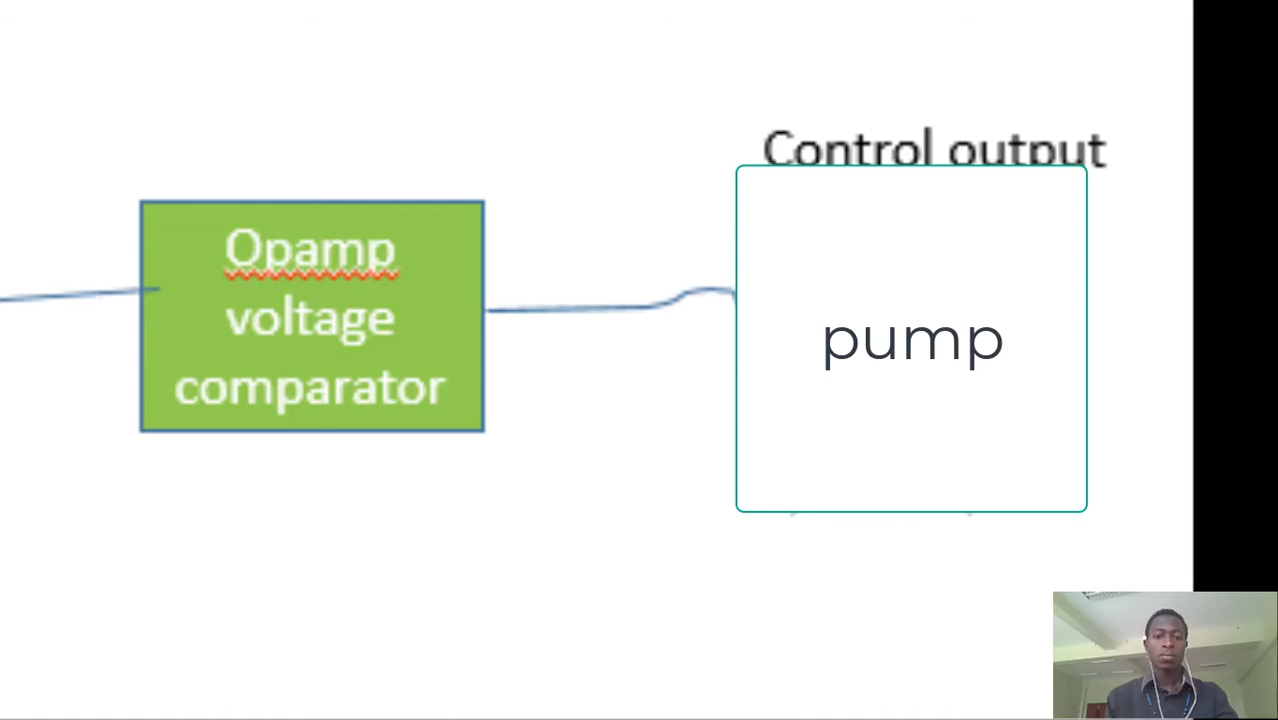 Control output
Opamp
voltage
comparator
pump